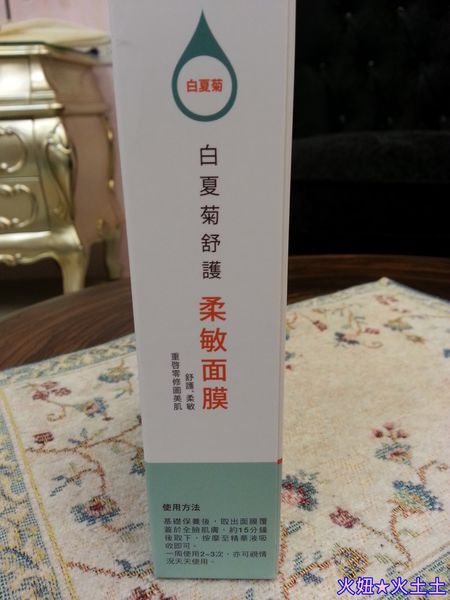 白夏菊
白夏菊舒護
柔敏面膜
舒護、柔敏
重啓零修圖美肌
使用方法
基礎保養後，取出面膜覆
蓋於全臉肌膚，約15分鐘
後取下，按摩至精華液吸
收即可。
一周使用2~3次，亦可視情
況天天使用。
火妞★火土土